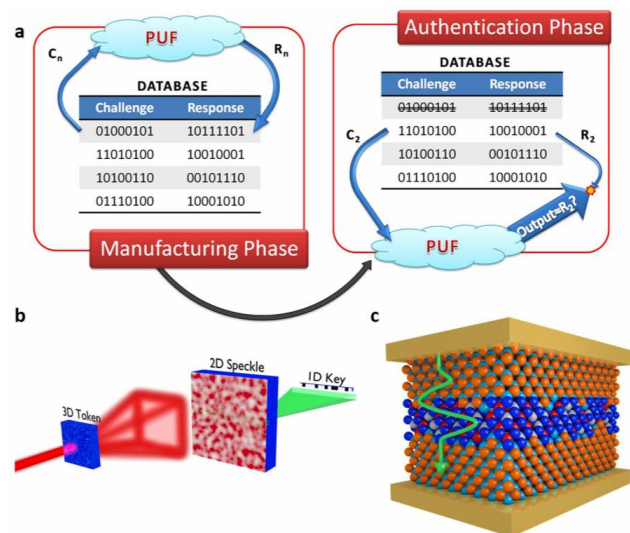 a
PUF
Cn
Rn
DATABASE
Challenge Response
01000101 10111101
11010100 10010001
10100110 00101110
01110100 10001010
Manufacturing Phase
Authentication Phase
DATABASE
Challenge Response
01000101 10111101
C2
11010100 10010001
R2
10100110 00101110
01110100 10001010
PUF
Output=R2?
b
3D Token
2D Speckle
1D Key
c